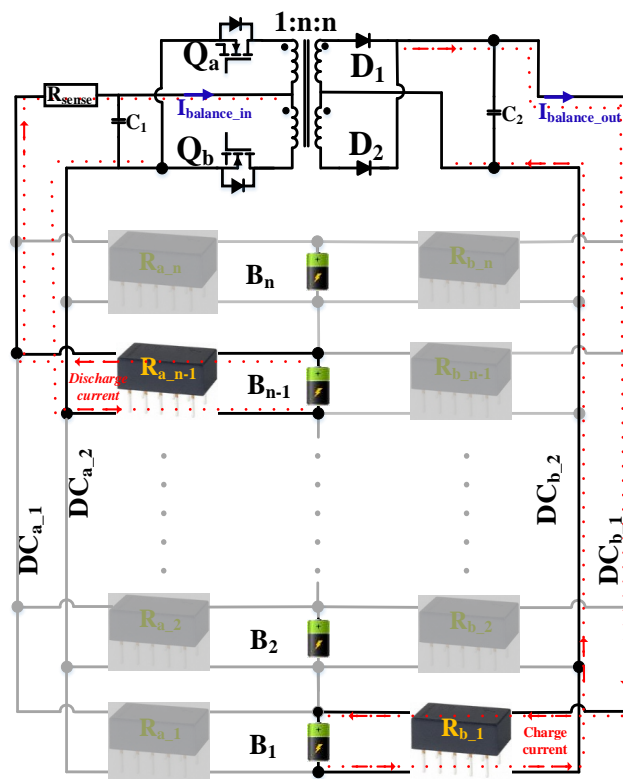 1:n:n
Qa
D1
Rsense
C1
Ibalance_in
C2
Ibalance_out
Qb
D2
Ra_n
Bn
Rb_n
Ra_n-1
Bn-1
Rb_n-1
Discharge
current
DCa_1
DCa_2
DCb_2
DCb_1
Ra_2
B2
Rb_2
Ra_1
B1
Rb_1
Charge
current